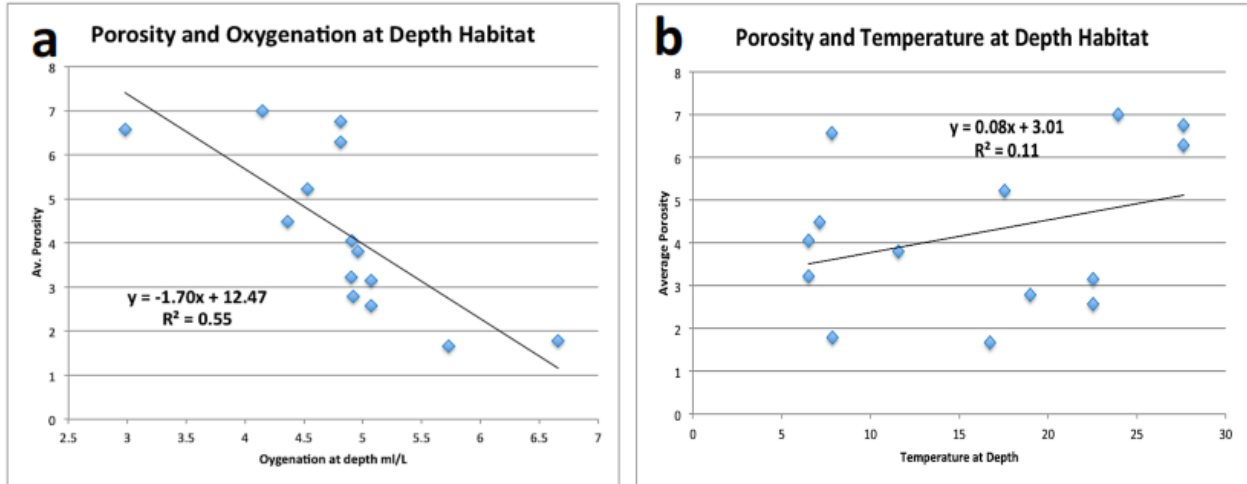 a
Porosity and Oxygenation at Depth Habitat
8
7
6
5
4
3
2
1
0
Av. Porosity
y = -1.70x + 12.47
R² = 0.55
2.5 3 3.5 4 4.5 5 5.5 6 6.5 7
Oygenation at depth ml/L
b
Porosity and Temperature at Depth Habitat
8
7
6
5
4
3
2
1
0
Average Porosity
y = 0.08x + 3.01
R² = 0.11
0 5 10 15 20 25 30
Temperature at Depth